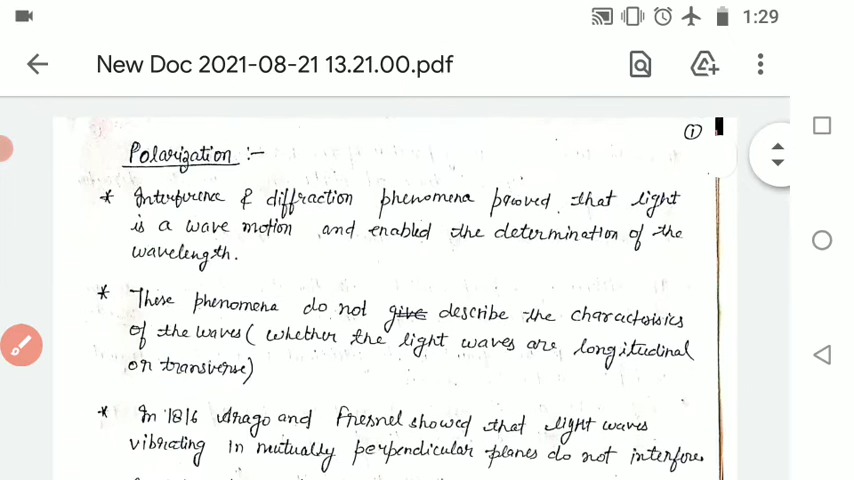 1:29
New Doc 2021-08-21 13.21.00.pdf
①
Polarization :-
* Interference & diffraction phenomena proved that light
is a wave motion and enabled the determination of the
wavelength.
* These phenomena do not give describe the characteristics
of the waves ( whether the light waves are longitudinal
or transverse)
* In 1816 Arago and Fresnel showed that light waves
vibrating in mutually perpendicular planes do not interfere.